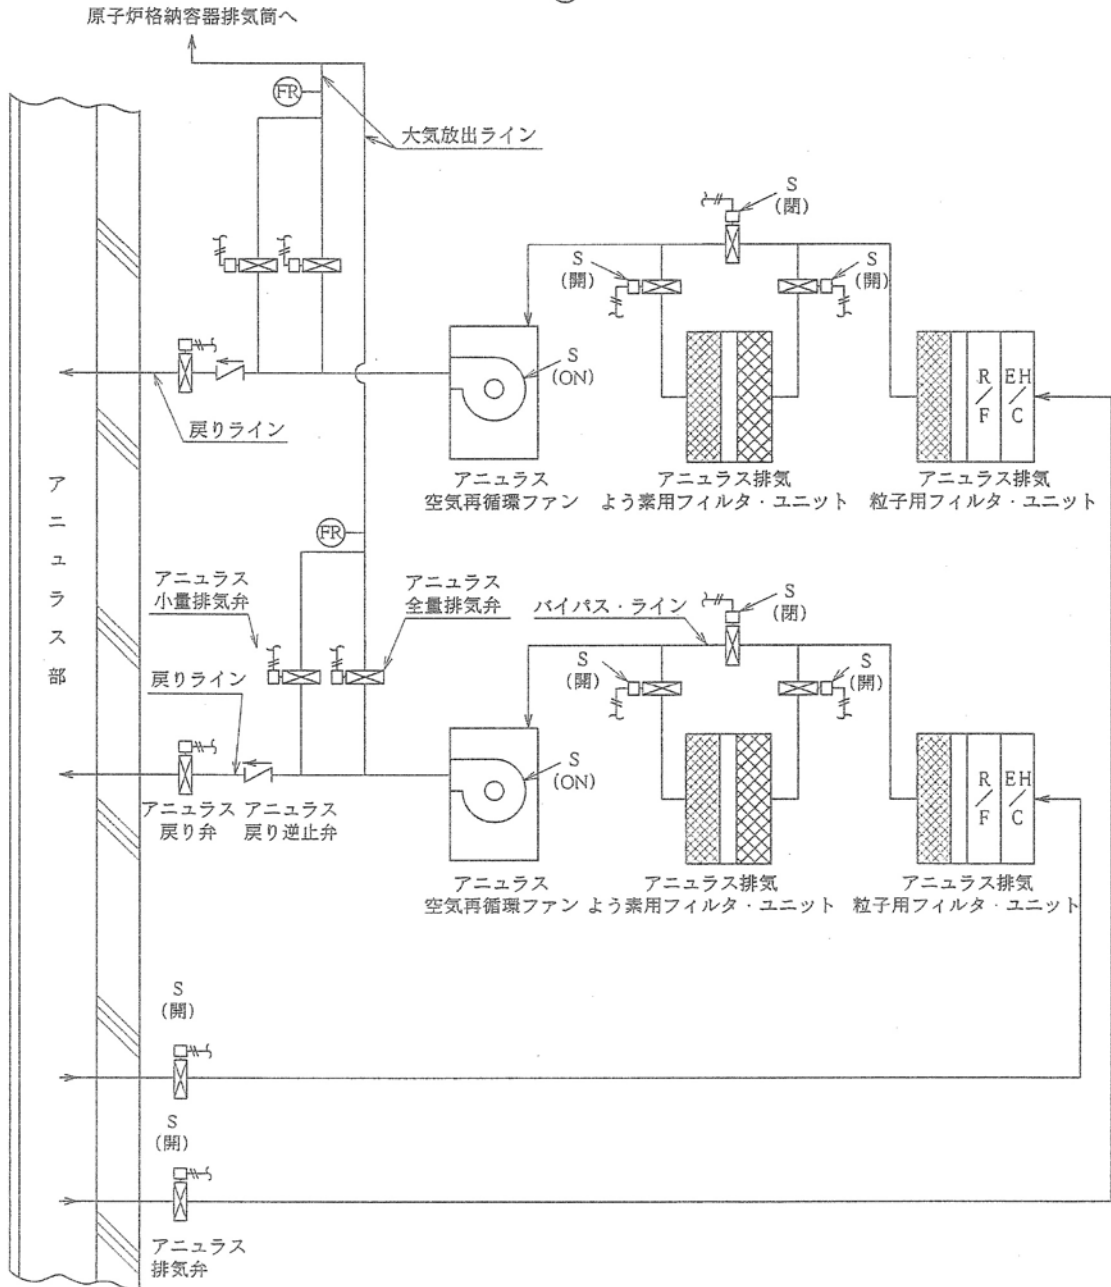 原子炉格納容器排気筒へ
FR
大気放出ライン
S
(閉)
S
(開)
S
(開)
S
(ON)
R/F
EH/C
戻りライン
アニュラス
空気再循環ファン
アニュラス排気
よう素用フィルタ・ユニット
アニュラス排気
粒子用フィルタ・ユニット
アニュラス部
FR
アニュラス
小量排気弁
アニュラス
全量排気弁
バイパス・ライン
S
(閉)
S
(開)
S
(開)
戻りライン
S
(ON)
R/F
EH/C
アニュラス
戻り弁
アニュラス
戻り逆止弁
アニュラス
空気再循環ファン
アニュラス排気
よう素用フィルタ・ユニット
アニュラス排気
粒子用フィルタ・ユニット
S
(開)
S
(開)
アニュラス
排気弁